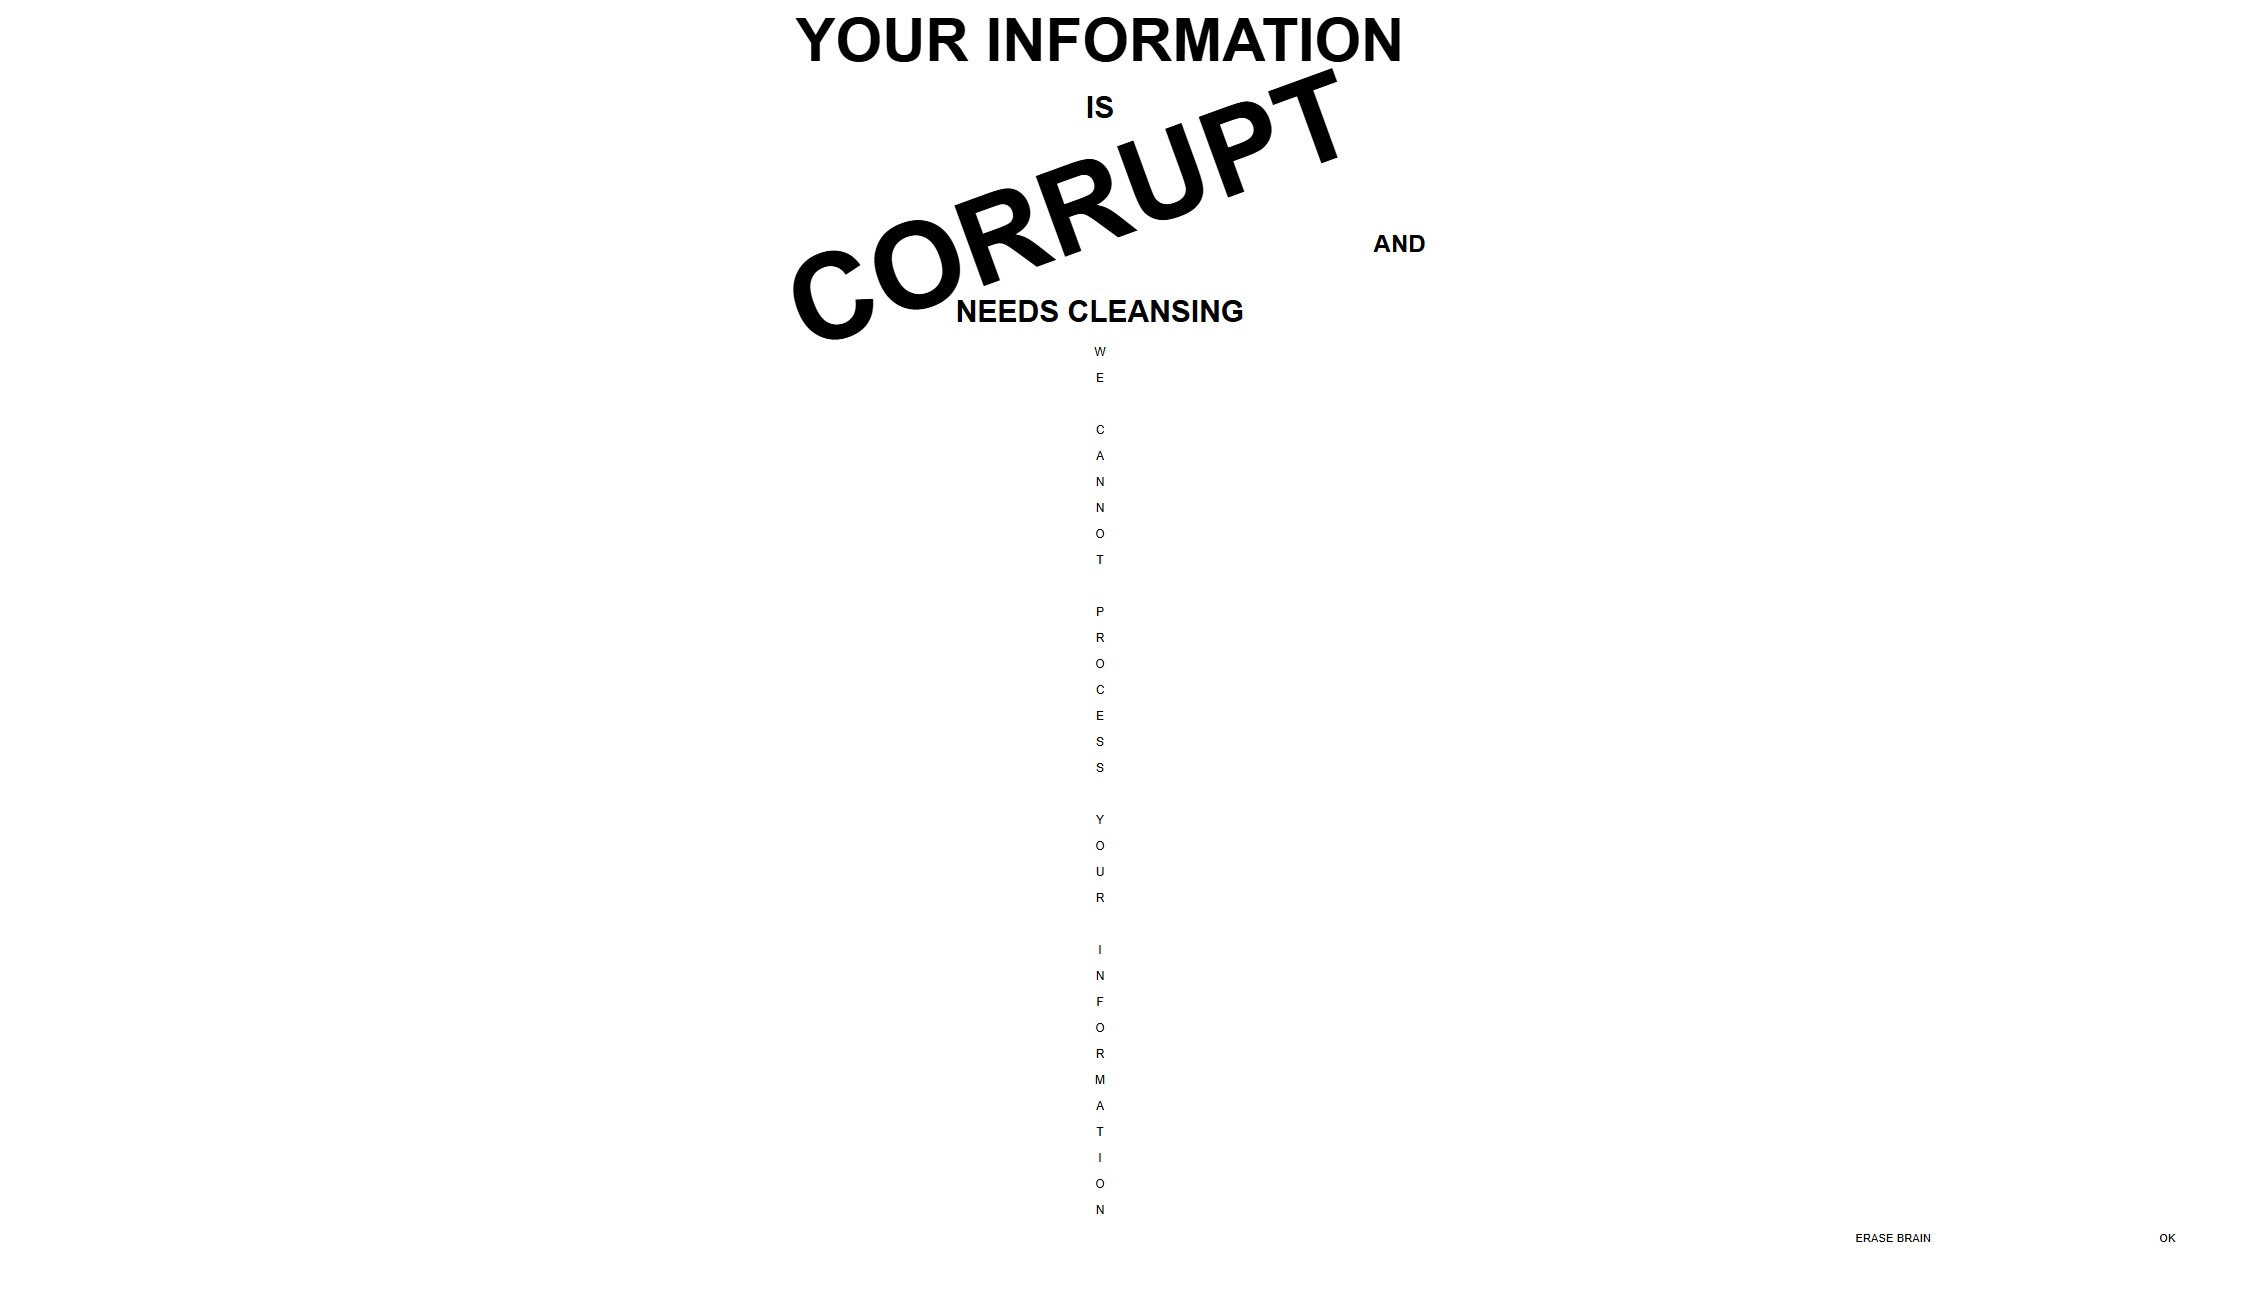 YOUR INFORMATION
IS
CORRUPT
AND
NEEDS CLEANSING
W
E
C
A
N
N
O
T
P
R
O
C
E
S
S
Y
O
U
R
I
N
F
O
R
M
A
T
I
O
N
ERASE BRAIN
OK